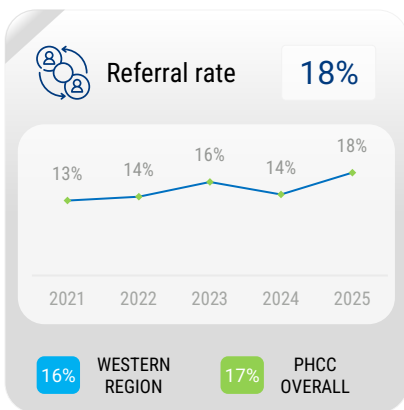 Referral rate 18%
13% 14% 16% 14% 18%
2021 2022 2023 2024 2025
16% WESTERN REGION
17% PHCC OVERALL